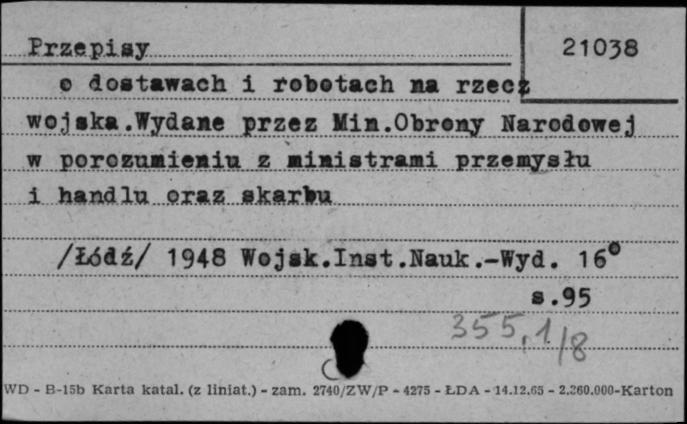 Przepisy 21038
o dostawach i robotach na rzecz
wojska.Wydane przez Min.Obrony Narodowej
w porozumieniu z ministrami przemysłu
i handlu oraz skarbu
/Łódź/ 1948 Wojsk.Inst.Nauk.-Wyd. 16°
s.95
355,1/8
WD - B-15b Karta katal. (z liniat.) - zam. 2740/ZW/P - 4275 - ŁDA - 14.12.65 - 2.260.000-Karton